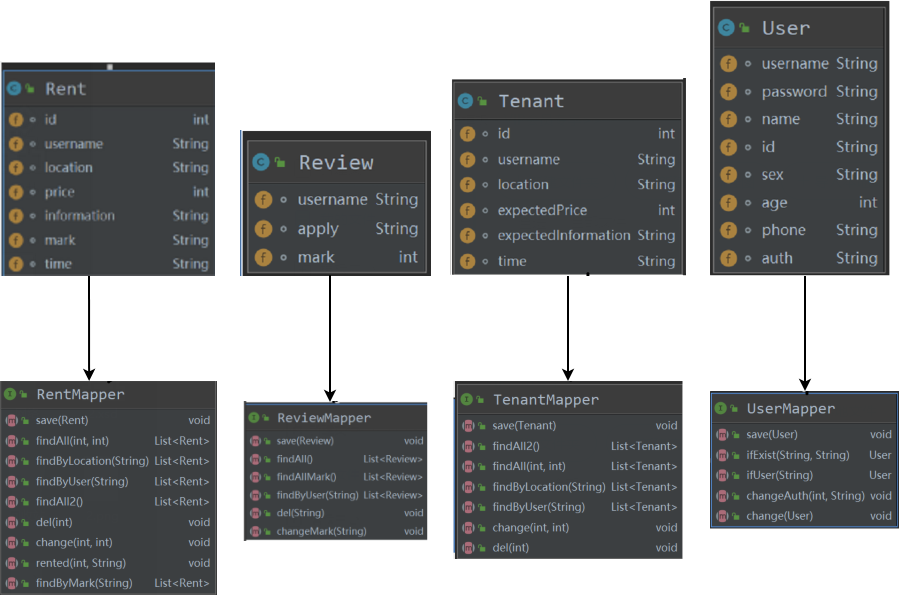 Rent
id int
username String
location String
price int
information String
mark String
time String
Review
username String
apply String
mark int
Tenant
id int
username String
location String
expectedPrice int
expectedInformation String
time String
User
username String
password String
name String
id String
sex String
age int
phone String
auth String
RentMapper
save(Rent) void
findAll(int, int) List<Rent>
findByLocation(String) List<Rent>
findByUser(String) List<Rent>
findAll2() List<Rent>
del(int) void
change(int, int) void
rented(int, String) void
findByMark(String) List<Rent>
ReviewMapper
save(Review) void
findAll() List<Review>
findAllMark() List<Review>
findByUser(String) List<Review>
del(String) void
changeMark(String) void
TenantMapper
save(Tenant) void
findAll2() List<Tenant>
findAll(int, int) List<Tenant>
findByLocation(String) List<Tenant>
findByUser(String) List<Tenant>
change(int, int) void
del(int) void
UserMapper
save(User) void
ifExist(String, String) User
ifUser(String) User
changeAuth(int, String) void
change(User) void